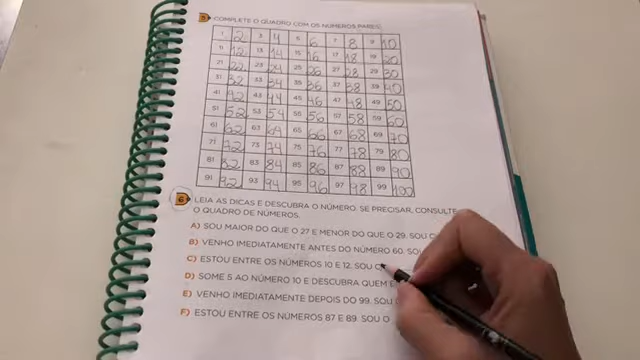 5 COMPLETE O QUADRO COM OS NÚMEROS PARES.
1 2 3 4 5 6 7 8 9 10
11 12 13 14 15 16 17 18 19 20
21 22 23 24 25 26 27 28 29 30
31 32 33 34 35 36 37 38 39 40
41 42 43 44 45 46 47 48 49 50
51 52 53 54 55 56 57 58 59 60
61 62 63 64 65 66 67 68 69 70
71 72 73 74 75 76 77 78 79 80
81 82 83 84 85 86 87 88 89 90
91 92 93 94 95 96 97 98 99 100
6 LEIA AS DICAS E DESCUBRA O NÚMERO. SE PRECISAR, CONSULTE
O QUADRO DE NÚMEROS.
A) SOU MAIOR DO QUE O 27 E MENOR DO QUE O 29. SOU O
B) VENHO IMEDIATAMENTE ANTES DO NÚMERO 60. SOU
C) ESTOU ENTRE OS NÚMEROS 10 E 12. SOU O
D) SOME 5 AO NÚMERO 10 E DESCUBRA QUEM
E) VENHO IMEDIATAMENTE DEPOIS DO 99. SOU
F) ESTOU ENTRE OS NÚMEROS 87 E 89. SOU O